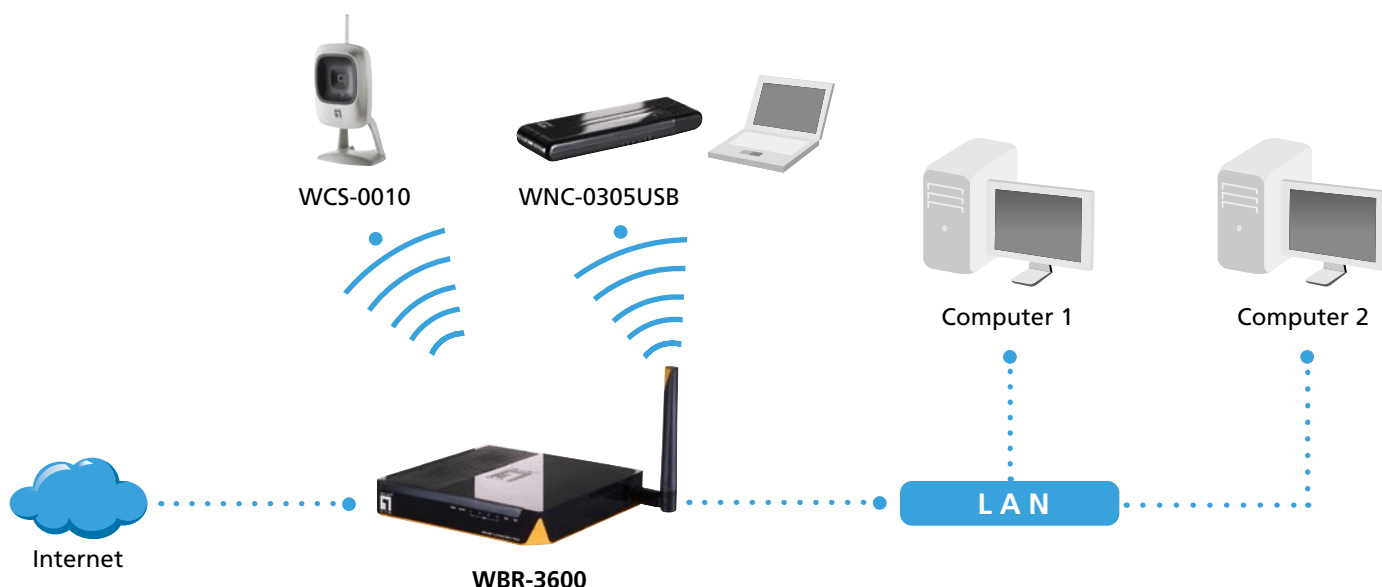 WCS-0010
WNC-0305USB
Computer 1
Computer 2
LAN
Internet
WBR-3600